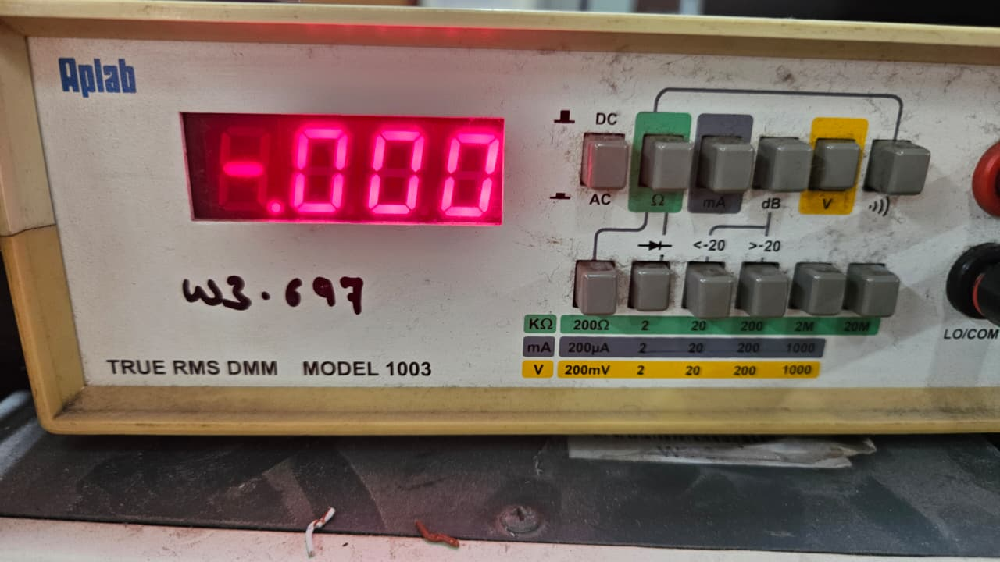 Aplab
-.000
DC
AC
Ω
mA
dB
V
<-20
>-20
W3.697
KΩ 200Ω 2 20 200 2M 20M
mA 200µA 2 20 200 1000
V 200mV 2 20 200 1000
LO/COM
TRUE RMS DMM MODEL 1003